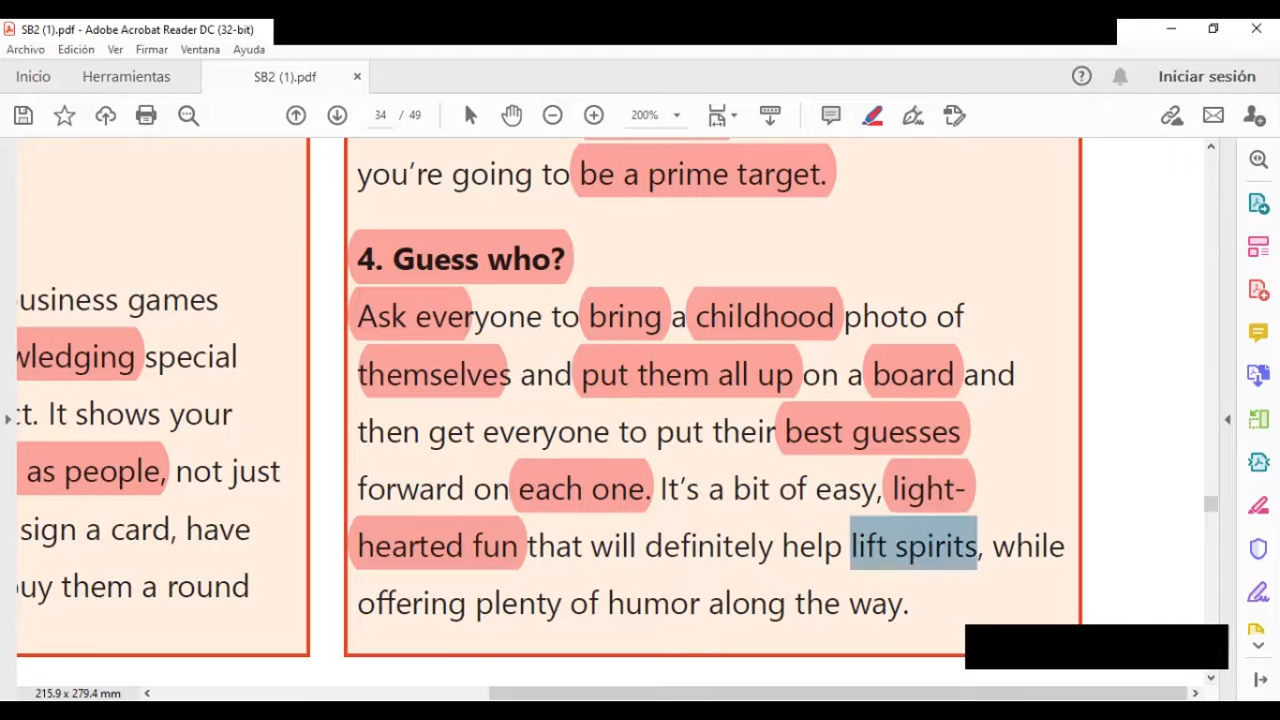 SB2 (1).pdf - Adobe Acrobat Reader DC (32-bit)
Archivo Edición Ver Firmar Ventana Ayuda
Inicio Herramientas SB2 (1).pdf Iniciar sesión
34 / 49 200%
you're going to be a prime target.
4. Guess who?
Ask everyone to bring a childhood photo of
themselves and put them all up on a board and
then get everyone to put their best guesses
forward on each one. It's a bit of easy, light-
hearted fun that will definitely help lift spirits, while
offering plenty of humor along the way.
usiness games
wledging special
ct. It shows your
as people, not just
sign a card, have
buy them a round
215.9 x 279.4 mm